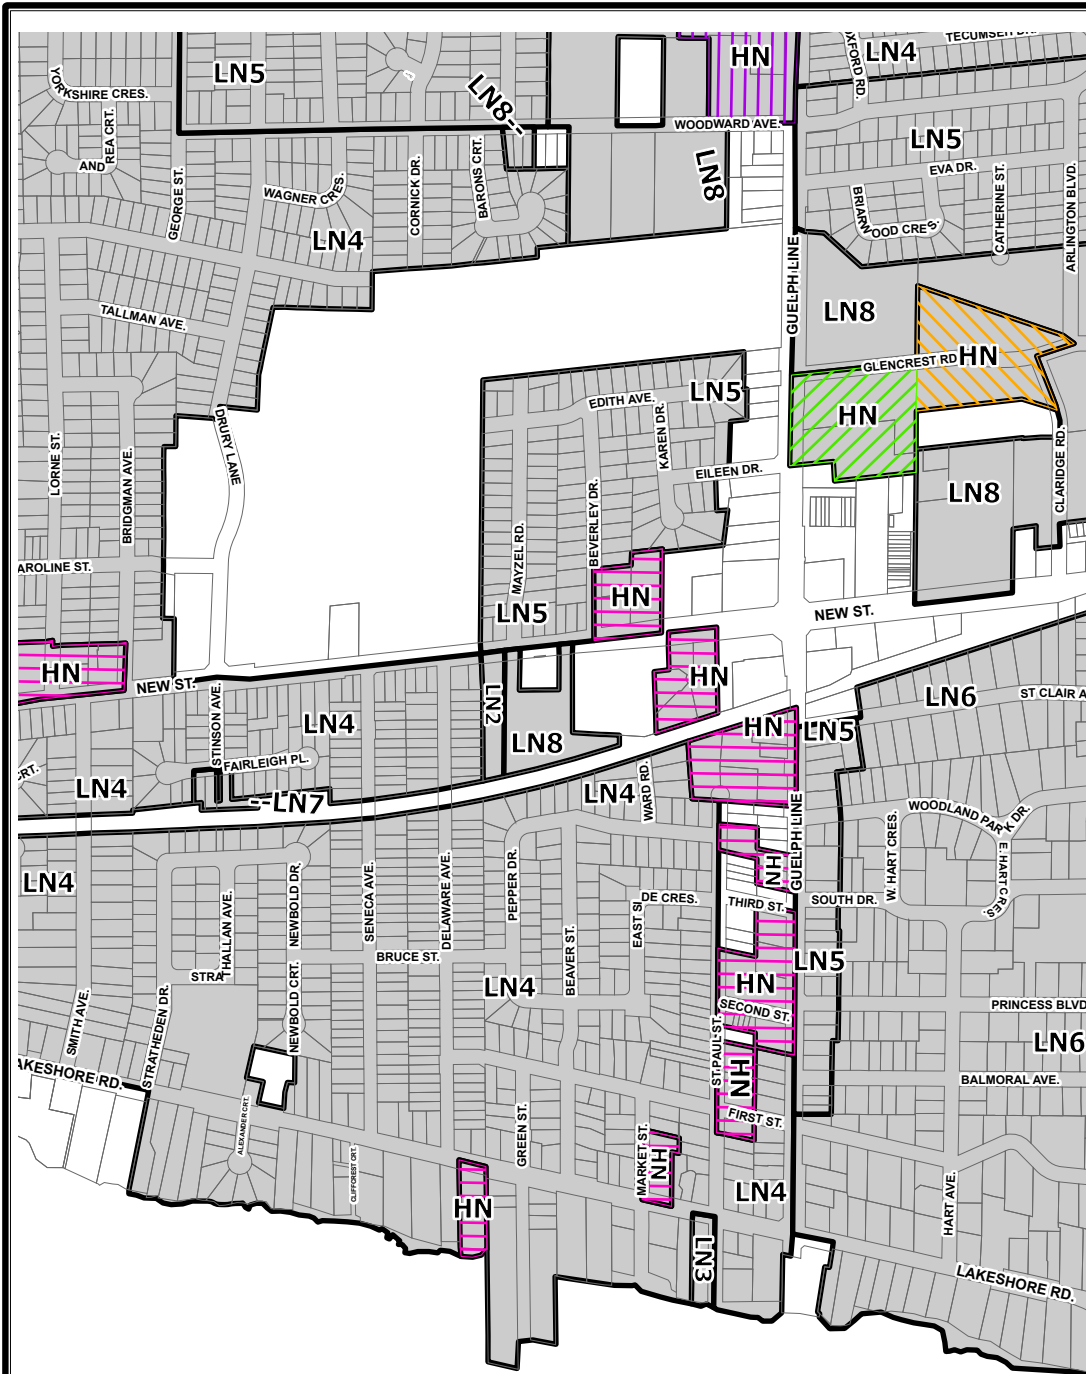 TECUMSEH DR.
LN4
OXFORD RD.
HN
LN5
YORKSHIRE CRES.
LN8
WOODWARD AVE.
LN5
REA CRT.
AND
EVA DR.
LN8
BARONS CRT.
CORNICK DR.
WAGNER CRES.
GEORGE ST.
BRIARWOOD CRES.
CATHERINE ST.
ARLINGTON BLVD.
LN4
GUELPH LINE
TALLMAN AVE.
LN8
GLENCREST RD.
HN
LN5
EDITH AVE.
HN
KAREN DR.
DRURY LANE
LORNE ST.
BRIDGMAN AVE.
EILEEN DR.
CLARIDGE RD.
LN8
BEVERLEY DR.
MAYZEL RD.
AROLINE ST.
HN
LN5
NEW ST.
HN
NEW ST.
HN
LN2
LN6
ST CLAIR A
STINSON AVE.
LN4
HN
LN5
LN8
FAIRLEIGH PL.
CRT.
LN4
LN7
LN4
WARD RD.
GUELPH LINE
WOODLAND PARK DR.
W. HART CRES.
E. HART CRES.
HN
LN4
PEPPER DR.
SOUTH DR.
THIRD ST.
EAST SIDE CRES.
THALLAN AVE.
NEWBOLD DR.
SENECA AVE.
DELAWARE AVE.
BEAVER ST.
BRUCE ST.
LN5
STRA
LN4
HN
PRINCESS BLVD
SECOND ST.
SMITH AVE.
STRATHEDEN DR.
NEWBOLD CRT.
ST. PAUL ST.
LN6
HN
BALMORAL AVE.
AKESHORE RD.
ALEXANDER CRT.
FIRST ST.
GREEN ST.
MARKET ST.
HN
CLIFFCREST CRT.
LN4
HART AVE.
HN
LN3
LAKESHORE RD.